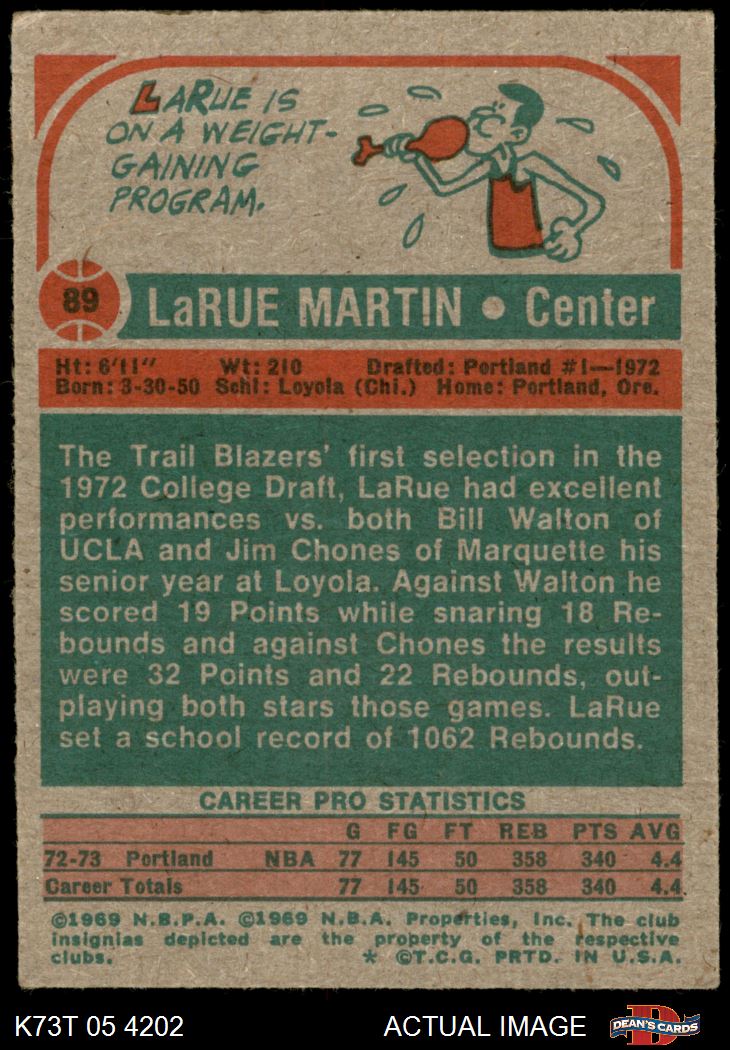 LARUE IS
ON A WEIGHT-
GAINING
PROGRAM.
89 LaRUE MARTIN • Center
Ht: 6'11" Wt: 210 Drafted: Portland #1—1972
Born: 3-30-50 Schl: Loyola (Chi.) Home: Portland, Ore.
The Trail Blazers' first selection in the
1972 College Draft, LaRue had excellent
performances vs. both Bill Walton of
UCLA and Jim Chones of Marquette his
senior year at Loyola. Against Walton he
scored 19 Points while snaring 18 Re-
bounds and against Chones the results
were 32 Points and 22 Rebounds, out-
playing both stars those games. LaRue
set a school record of 1062 Rebounds.
CAREER PRO STATISTICS
G FG FT REB PTS AVG
72-73 Portland NBA 77 145 50 358 340 4.4
Career Totals 77 145 50 358 340 4.4
©1969 N.B.P.A. ©1969 N.B.A. Properties, Inc. The club
insignias depicted are the property of the respective
clubs. * ©T.C.G. PRTD. IN U.S.A.
K73T 05 4202 ACTUAL IMAGE DEAN'S CARDS